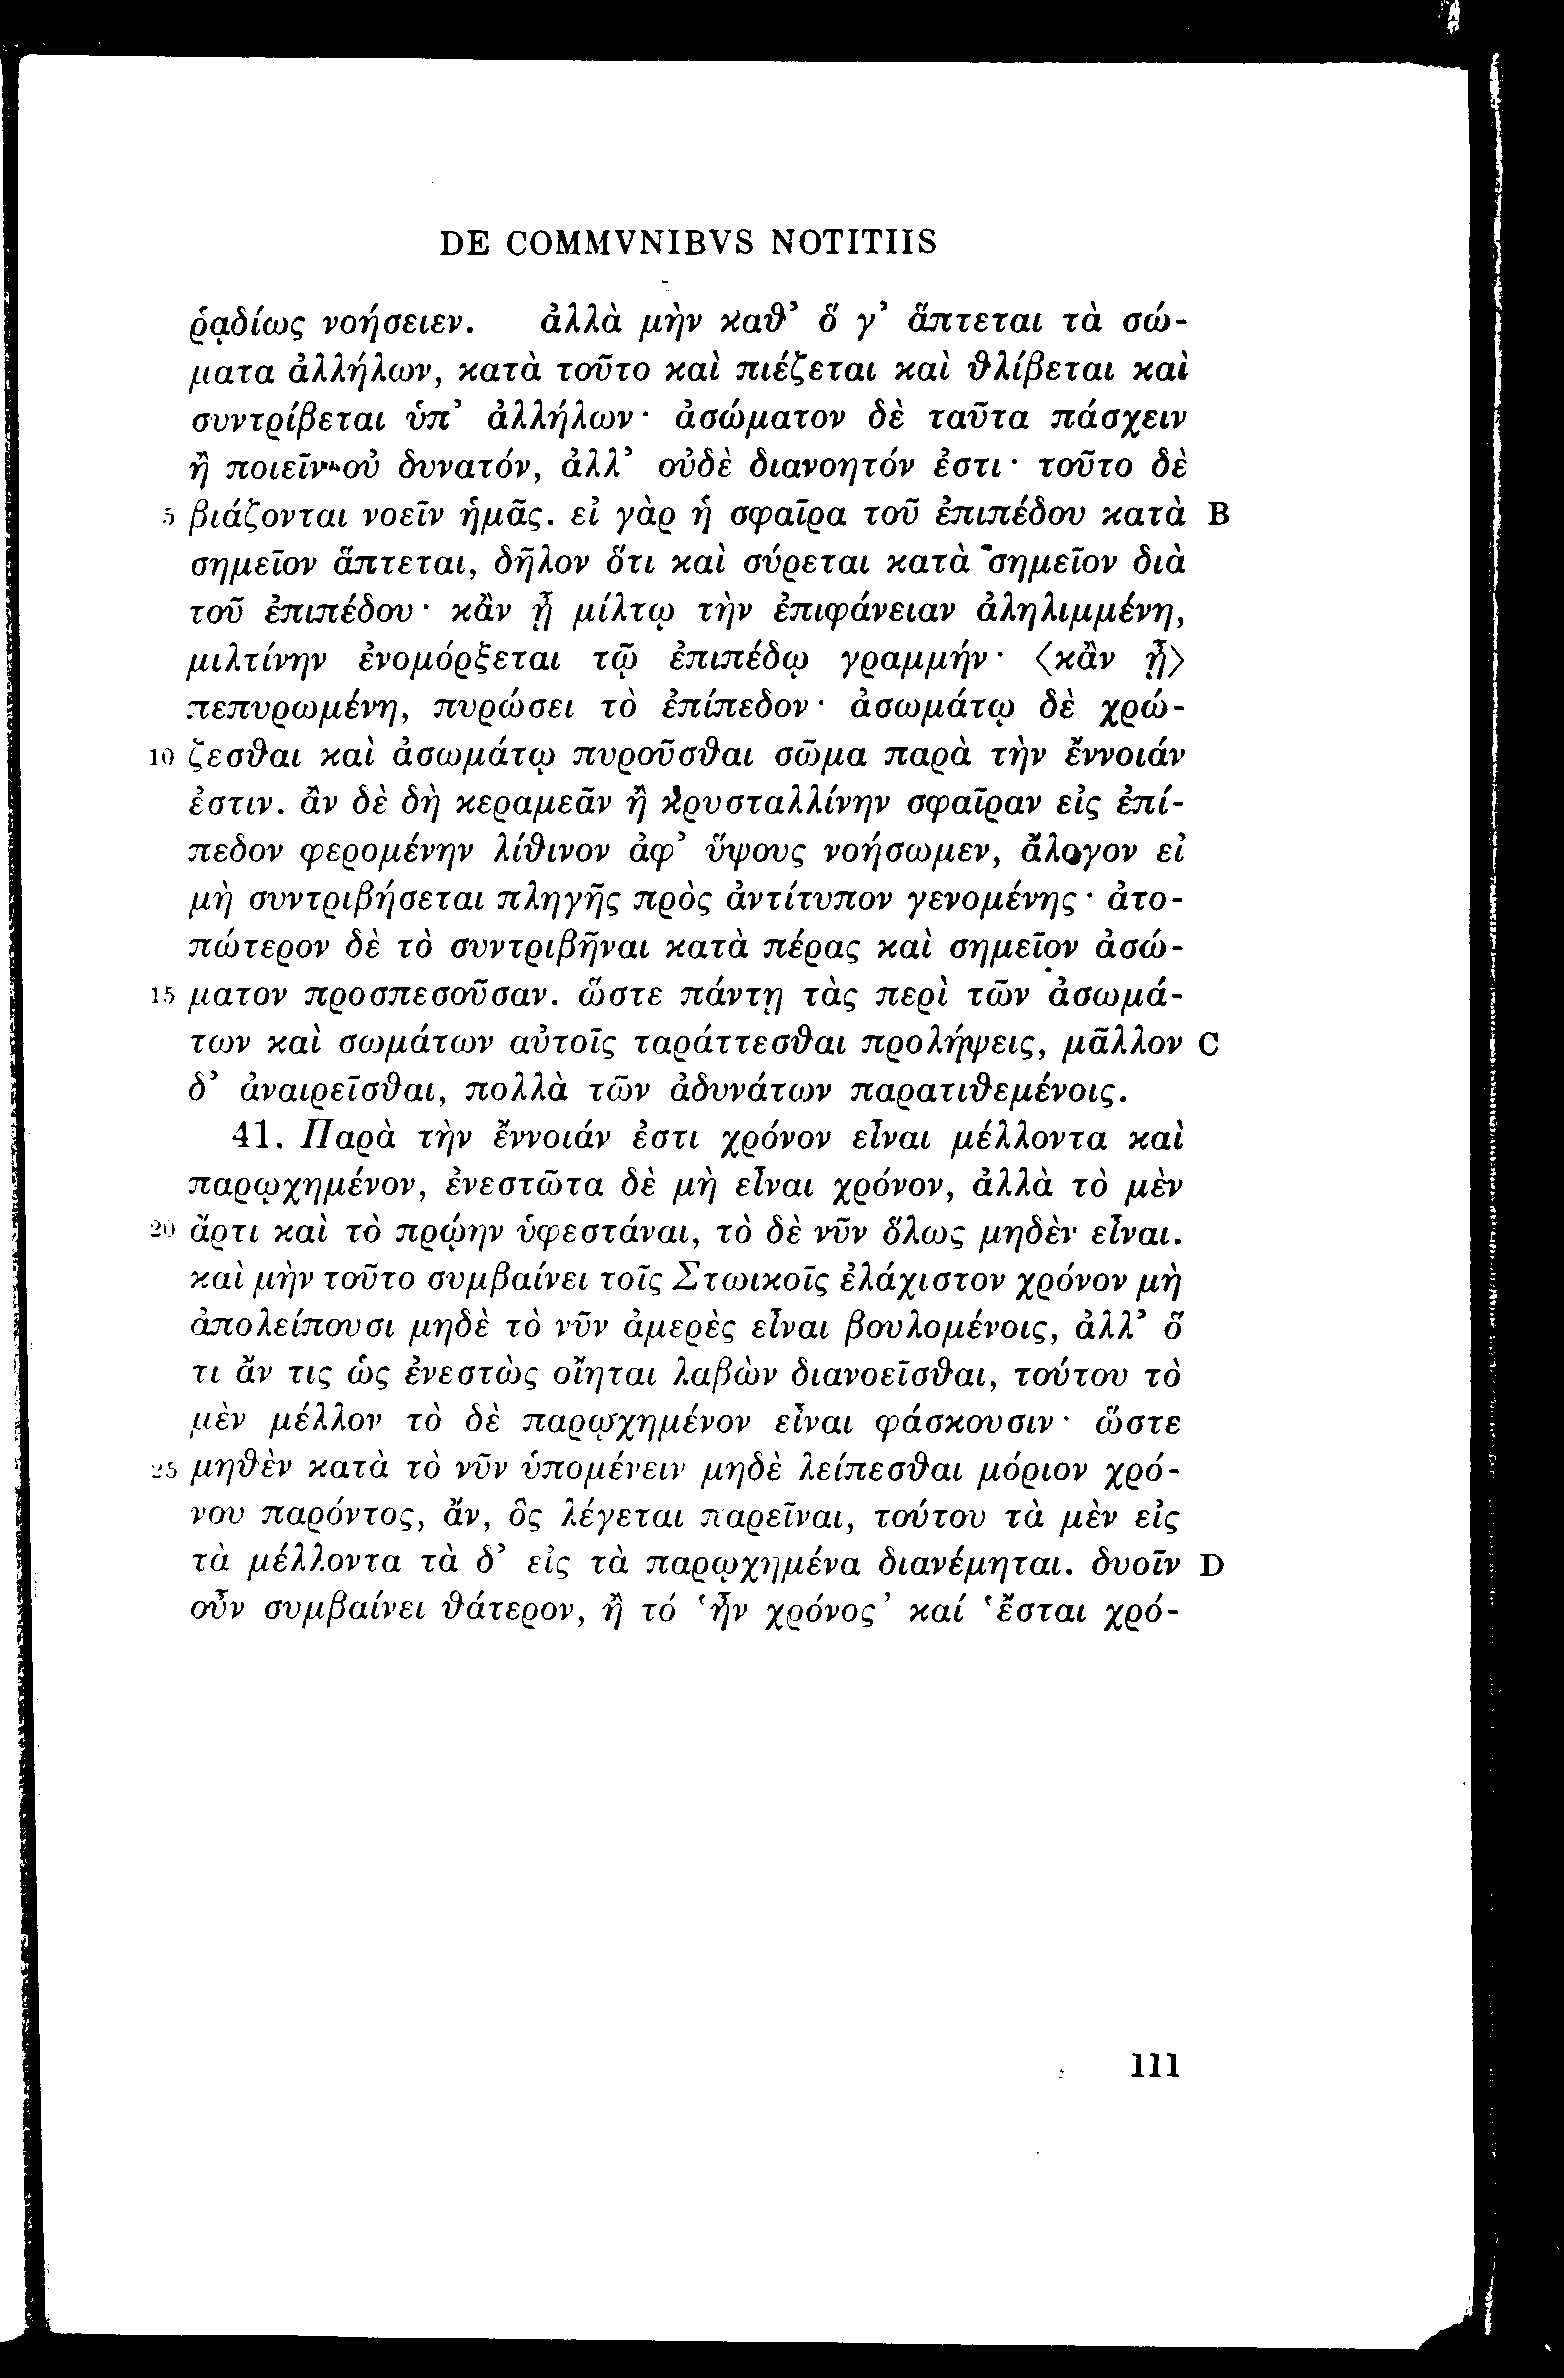 DE COMMVNIBVS NOTITIIS
ῥᾳδίως νοήσειεν. ἀλλὰ μὴν καθ’ ὅ γ’ ἅπτεται τὰ σώ-
ματα ἀλλήλων, κατὰ τοῦτο καὶ πιέζεται καὶ θλίβεται καὶ
συντρίβεται ὑπ’ ἀλλήλων· ἀσώματον δὲ ταῦτα πάσχειν
ἢ ποιεῖν οὐ δυνατόν, ἀλλ’ οὐδὲ διανοητόν ἐστι· τοῦτο δὲ
5 βιάζονται νοεῖν ἡμᾶς. εἰ γὰρ ἡ σφαῖρα τοῦ ἐπιπέδου κατὰ B
σημεῖον ἅπτεται, δῆλον ὅτι καὶ σύρεται κατὰ σημεῖον διὰ
τοῦ ἐπιπέδου· κἂν ᾖ μίλτῳ τὴν ἐπιφάνειαν ἀληλιμμένη,
μιλτίνην ἐνομόρξεται τῷ ἐπιπέδῳ γραμμήν· ⟨κἂν ᾖ⟩
πεπυρωμένη, πυρώσει τὸ ἐπίπεδον· ἀσωμάτῳ δὲ χρώ-
10 ζεσθαι καὶ ἀσωμάτῳ πυροῦσθαι σῶμα παρὰ τὴν ἔννοιάν
ἐστιν. ἂν δὲ δὴ κεραμεᾶν ἢ κρυσταλλίνην σφαῖραν εἰς ἐπί-
πεδον φερομένην λίθινον ἀφ’ ὕψους νοήσωμεν, ἄλογον εἰ
μὴ συντριβήσεται πληγῆς πρὸς ἀντίτυπον γενομένης· ἀτο-
πώτερον δὲ τὸ συντριβῆναι κατὰ πέρας καὶ σημεῖον ἀσώ-
15 ματον προσπεσοῦσαν. ὥστε πάντῃ τὰς περὶ τῶν ἀσωμά-
των καὶ σωμάτων αὐτοῖς ταράττεσθαι προλήψεις, μᾶλλον C
δ’ ἀναιρεῖσθαι, πολλὰ τῶν ἀδυνάτων παρατιθεμένοις.
41. Παρὰ τὴν ἔννοιάν ἐστι χρόνον εἶναι μέλλοντα καὶ
παρῳχημένον, ἐνεστῶτα δὲ μὴ εἶναι χρόνον, ἀλλὰ τὸ μὲν
20 ἄρτι καὶ τὸ πρῴην ὑφεστάναι, τὸ δὲ νῦν ὅλως μηδὲν εἶναι.
καὶ μὴν τοῦτο συμβαίνει τοῖς Στωικοῖς ἐλάχιστον χρόνον μὴ
ἀπολείπουσι μηδὲ τὸ νῦν ἀμερὲς εἶναι βουλομένοις, ἀλλ’ ὅ
τι ἄν τις ὡς ἐνεστὼς οἴηται λαβὼν διανοεῖσθαι, τούτου τὸ
μὲν μέλλον τὸ δὲ παρῳχημένον εἶναι φάσκουσιν· ὥστε
25 μηθὲν κατὰ τὸ νῦν ὑπομένειν μηδὲ λείπεσθαι μόριον χρό-
νου παρόντος, ἄν, ὃς λέγεται παρεῖναι, τούτου τὰ μὲν εἰς
τὰ μέλλοντα τὰ δ’ εἰς τὰ παρῳχημένα διανέμηται. δυοῖν D
οὖν συμβαίνει θάτερον, ἢ τό ‘ἦν χρόνος’ καί ‘ἔσται χρό-
111